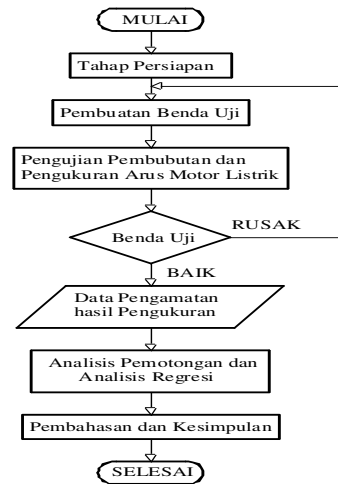 MULAI
Tahap Persiapan
Pembuatan Benda Uji
Pengujian Pembubutan dan
Pengukuran Arus Motor Listrik
Benda Uji
RUSAK
BAIK
Data Pengamatan
hasil Pengukuran
Analisis Pemotongan dan
Analisis Regresi
Pembahasan dan Kesimpulan
SELESAI